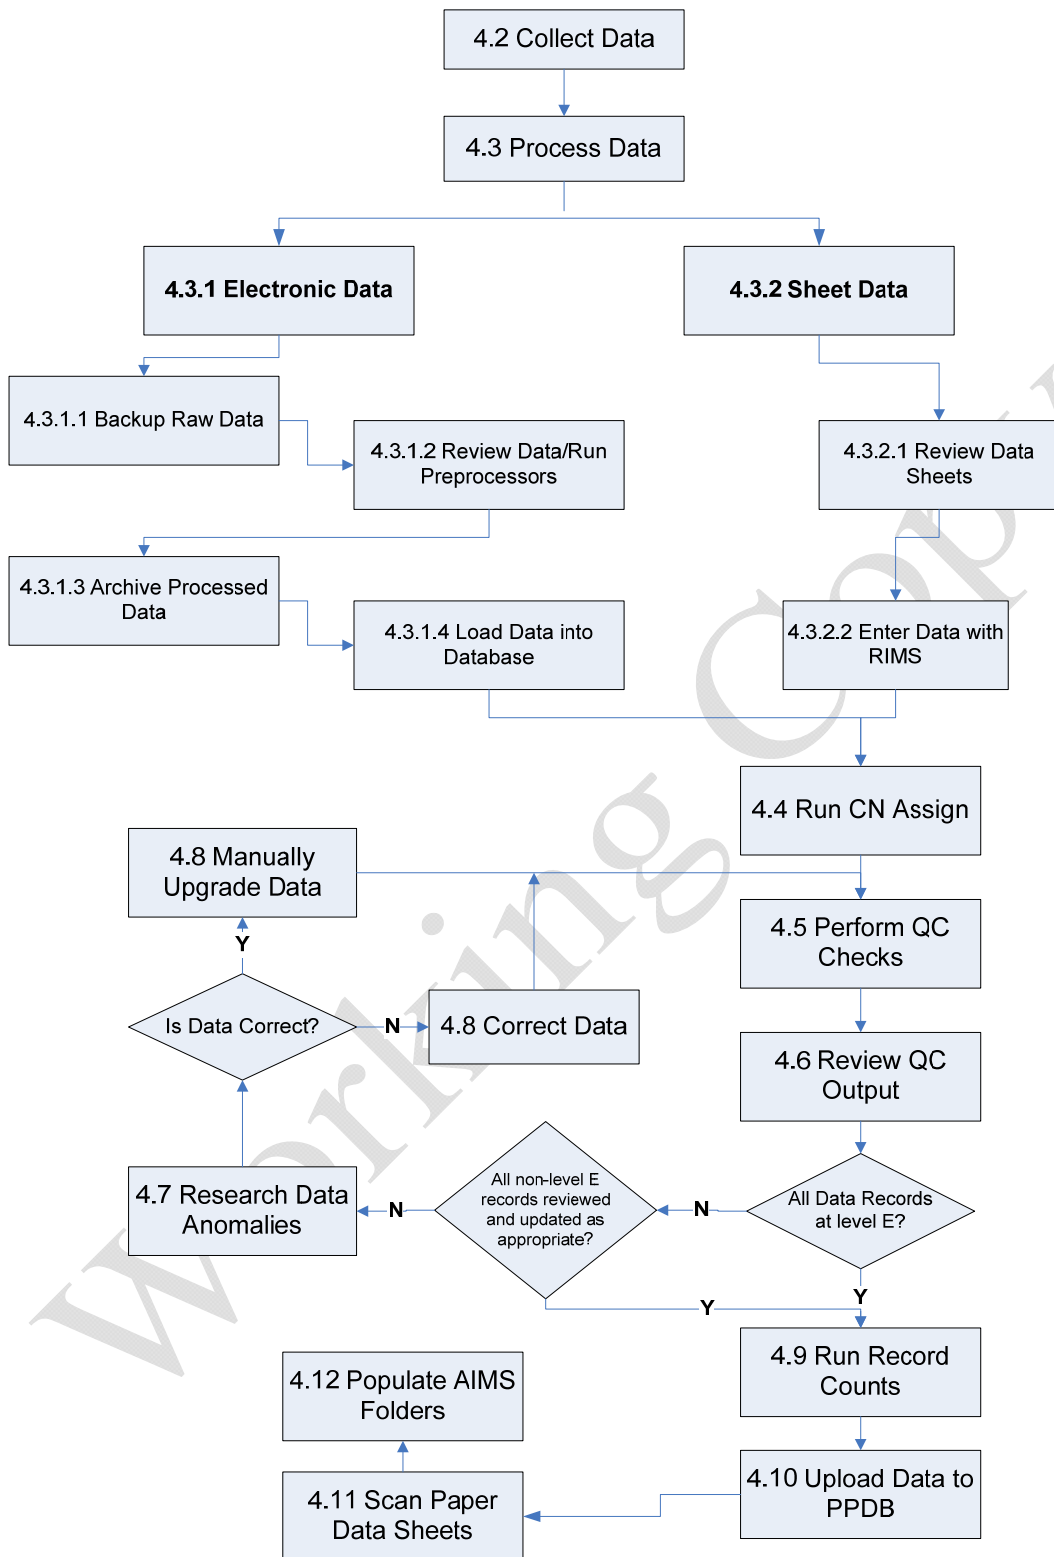 4.2 Collect Data
4.3 Process Data
4.3.1 Electronic Data
4.3.2 Sheet Data
4.3.1.1 Backup Raw Data
4.3.1.2 Review Data/Run
Preprocessors
4.3.2.1 Review Data
Sheets
4.3.1.3 Archive Processed
Data
4.3.1.4 Load Data into
Database
4.3.2.2 Enter Data with
RIMS
4.4 Run CN Assign
4.8 Manually
Upgrade Data
4.5 Perform QC
Checks
Y
Is Data Correct?
N
4.8 Correct Data
4.6 Review QC
Output
4.7 Research Data
Anomalies
N
All non-level E
records reviewed
and updated as
appropriate?
N
All Data Records
at level E?
Y
Y
4.9 Run Record
Counts
4.12 Populate AIMS
Folders
4.10 Upload Data to
PPDB
4.11 Scan Paper
Data Sheets
Working Copy